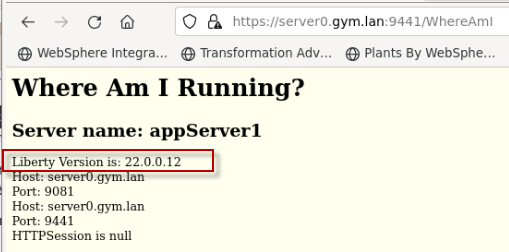 https://server0.gym.lan:9441/WhereAmI
WebSphere Integra... Transformation Adv... Plants By WebSphe...
Where Am I Running?
Server name: appServer1
Liberty Version is: 22.0.0.12
Host: server0.gym.lan
Port: 9081
Host: server0.gym.lan
Port: 9441
HTTPSession is null